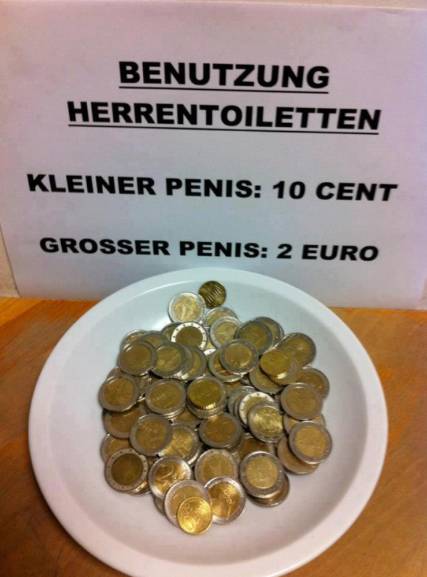 BENUTZUNG
HERRENTOILETTEN
KLEINER PENIS: 10 CENT
GROSSER PENIS: 2 EURO